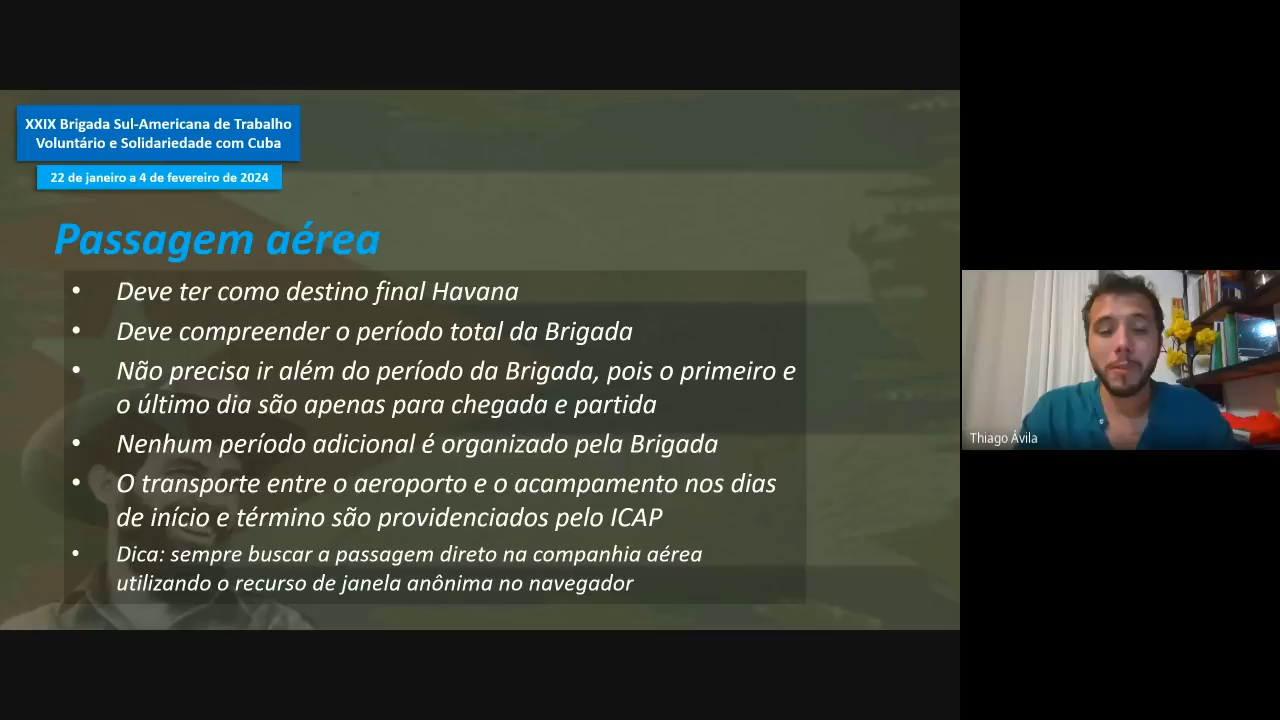 XXIX Brigada Sul-Americana de Trabalho
Voluntário e Solidariedade com Cuba
22 de janeiro a 4 de fevereiro de 2024
Passagem aérea
• Deve ter como destino final Havana
• Deve compreender o período total da Brigada
• Não precisa ir além do período da Brigada, pois o primeiro e
o último dia são apenas para chegada e partida
• Nenhum período adicional é organizado pela Brigada
• O transporte entre o aeroporto e o acampamento nos dias
de início e término são providenciados pelo ICAP
• Dica: sempre buscar a passagem direto na companhia aérea
utilizando o recurso de janela anônima no navegador
Thiago Ávila